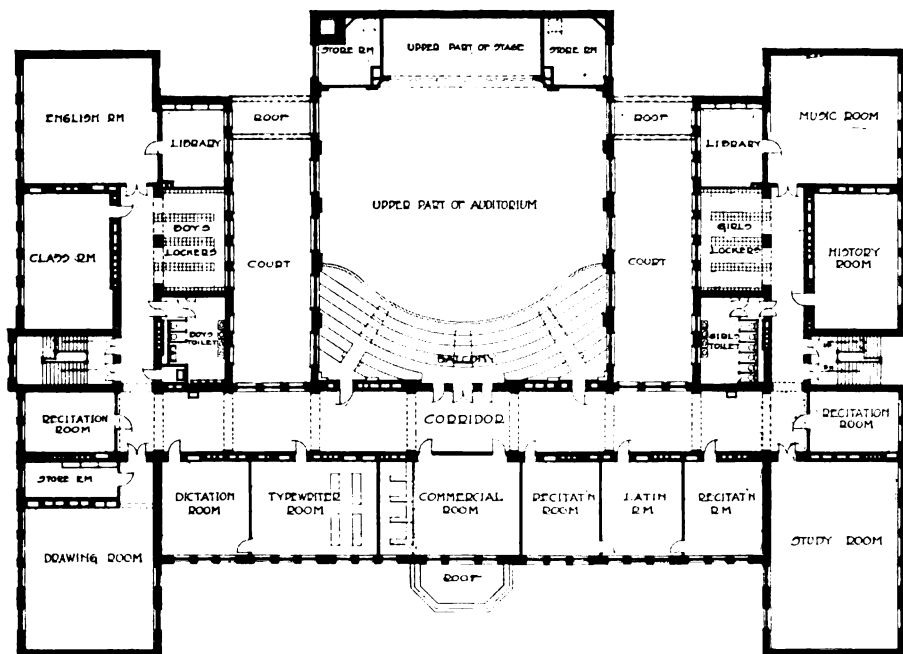 STORE RM
UPPER PART OF STAGE
STORE RM
ENGLISH RM
ROOF
ROOF
MUSIC ROOM
LIBRARY
LIBRARY
UPPER PART OF AUDITORIUM
BOYS
LOCKERS
GIRLS
LOCKERS
CLASS RM
COURT
COURT
HISTORY
ROOM
BOYS
TOILET
GIRLS
TOILET
BALCONY
RECITATION
ROOM
CORRIDOR
RECITATION
ROOM
STORE RM
DICTATION
ROOM
TYPEWRITER
ROOM
COMMERCIAL
ROOM
RECITAT'N
ROOM
LATIN
RM.
RECITAT'N
RM.
DRAWING ROOM
STUDY ROOM
ROOF